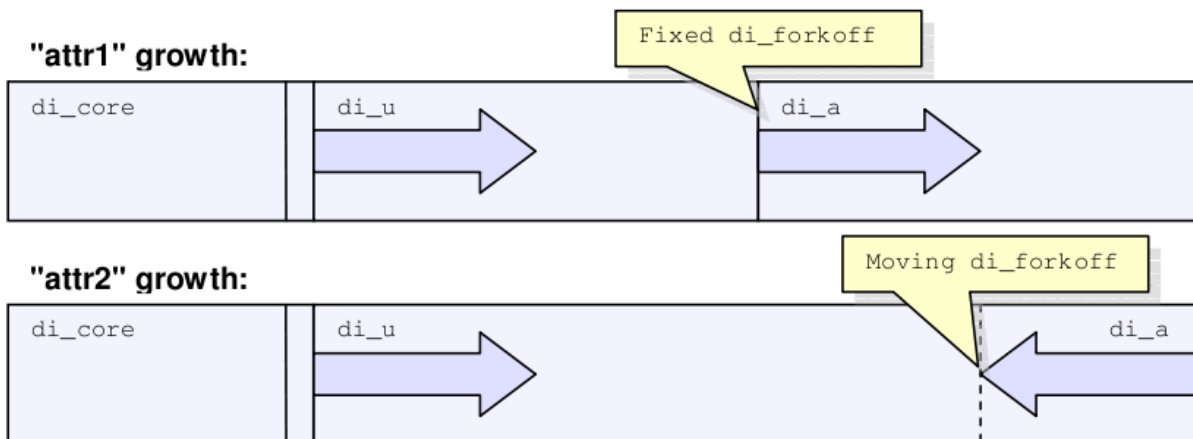 Fixed di_forkoff
"attr1" growth:
di_core
di_u
di_a
Moving di_forkoff
"attr2" growth:
di_core
di_u
di_a